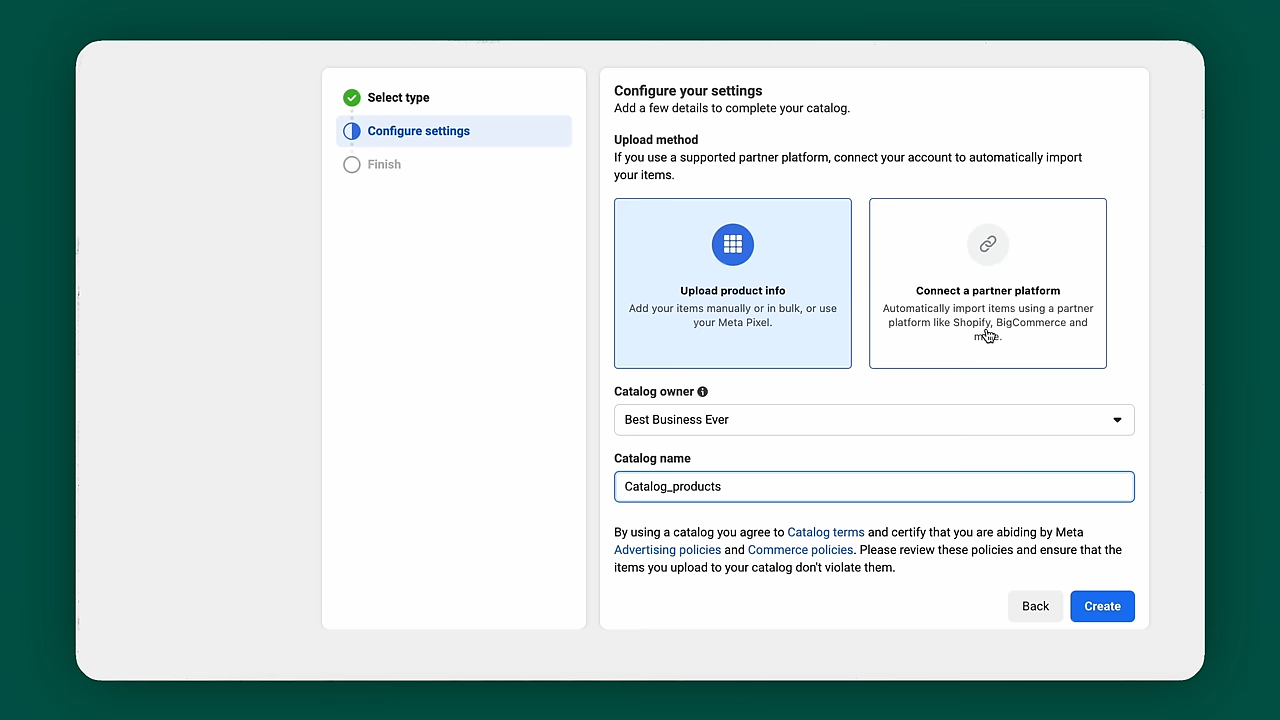 Select type
Configure settings
Finish
Configure your settings
Add a few details to complete your catalog.
Upload method
If you use a supported partner platform, connect your account to automatically import
your items.
Upload product info
Add your items manually or in bulk, or use
your Meta Pixel.
Connect a partner platform
Automatically import items using a partner
platform like Shopify, BigCommerce and
more.
Catalog owner
Best Business Ever
Catalog name
Catalog_products
By using a catalog you agree to Catalog terms and certify that you are abiding by Meta
Advertising policies and Commerce policies. Please review these policies and ensure that the
items you upload to your catalog don't violate them.
Back
Create